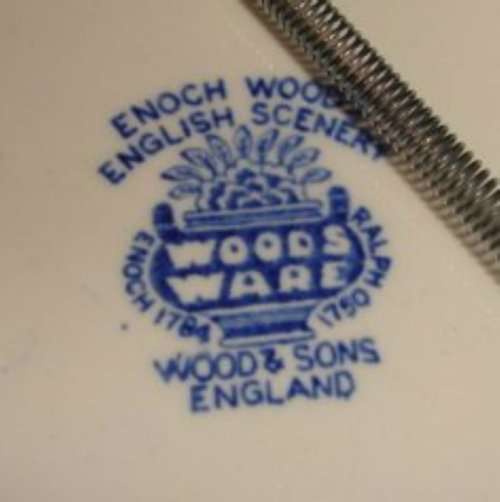 ENOCH WOOD
ENGLISH SCENERY
WOODS
WARE
ENOCH 1784
RALPH 1750
WOOD & SONS
ENGLAND